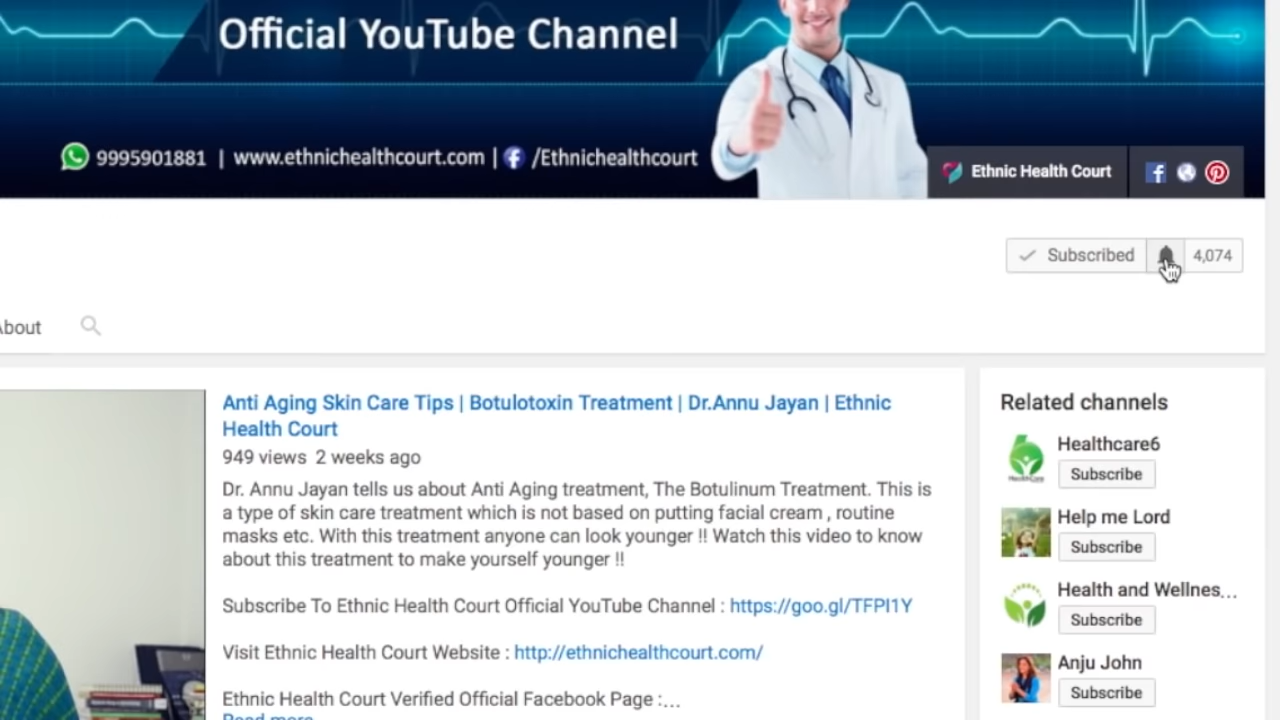 Official YouTube Channel
9995901881 | www.ethnichealthcourt.com | /Ethnichealthcourt
Ethnic Health Court
Subscribed 4,074
About
Anti Aging Skin Care Tips | Botulotoxin Treatment | Dr.Annu Jayan | Ethnic
Health Court
949 views 2 weeks ago
Dr. Annu Jayan tells us about Anti Aging treatment, The Botulinum Treatment. This is
a type of skin care treatment which is not based on putting facial cream , routine
masks etc. With this treatment anyone can look younger !! Watch this video to know
about this treatment to make yourself younger !!
Subscribe To Ethnic Health Court Official YouTube Channel : https://goo.gl/TFPI1Y
Visit Ethnic Health Court Website : http://ethnichealthcourt.com/
Ethnic Health Court Verified Official Facebook Page :...
Read more
Related channels
Healthcare6
Subscribe
Help me Lord
Subscribe
Health and Wellnes...
Subscribe
Anju John
Subscribe